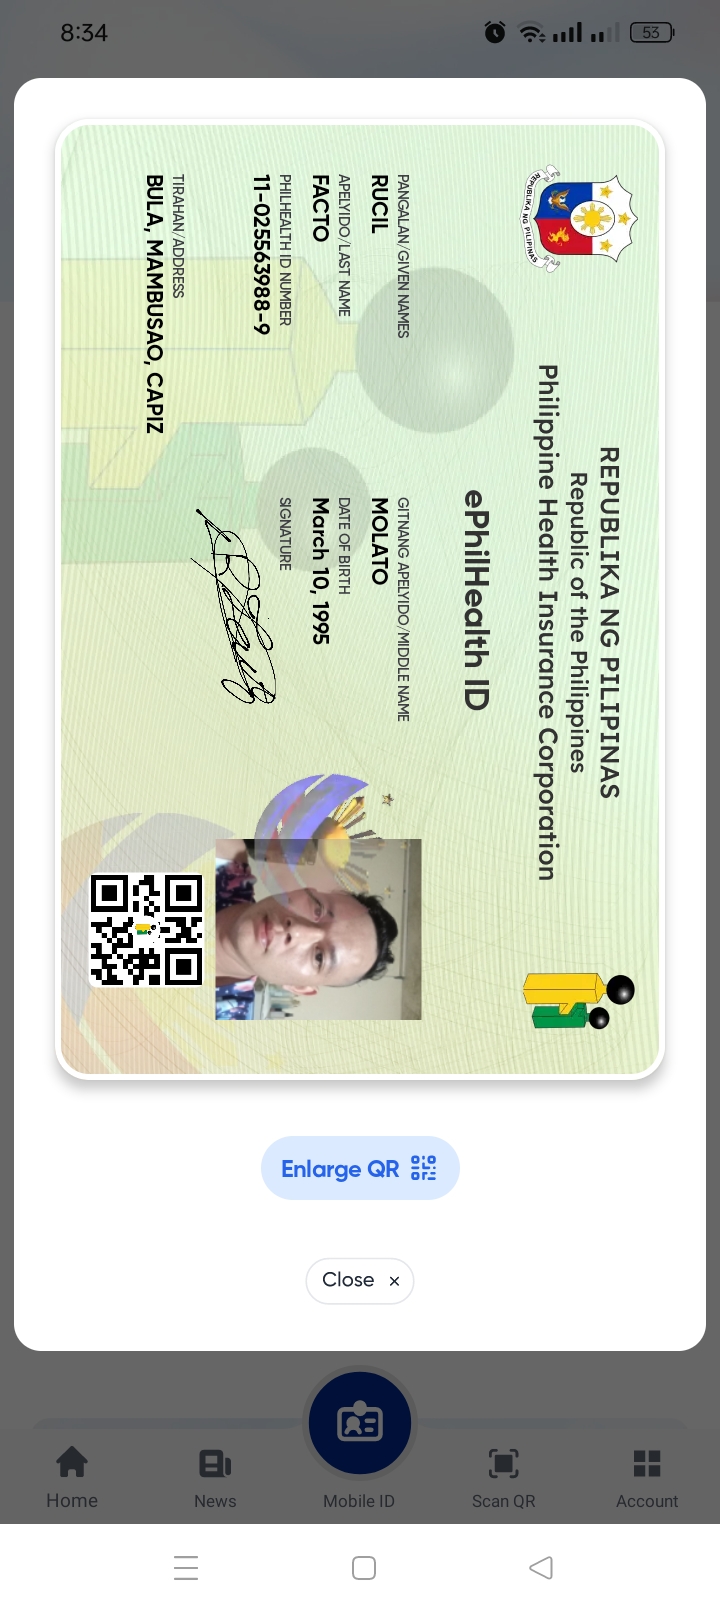 8:34
53
REPUBLIKA NG PILIPINAS
REPUBLIKA NG PILIPINAS
Republic of the Philippines
Philippine Health Insurance Corporation
ePhilHealth ID
PANGALAN/GIVEN NAMES
RUCIL
GITNANG APELYIDO/MIDDLE NAME
MOLATO
APELYIDO/LAST NAME
FACTO
DATE OF BIRTH
March 10, 1995
PHILHEALTH ID NUMBER
11-025563988-9
SIGNATURE
TIRAHAN/ADDRESS
BULA, MAMBUSAO, CAPIZ
Enlarge QR
Close ×
Home
News
Mobile ID
Scan QR
Account